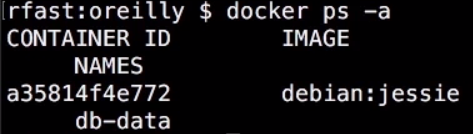 rfast:oreilly $ docker ps -a
CONTAINER ID IMAGE
NAMES
a35814f4e772 debian:jessie
db-data